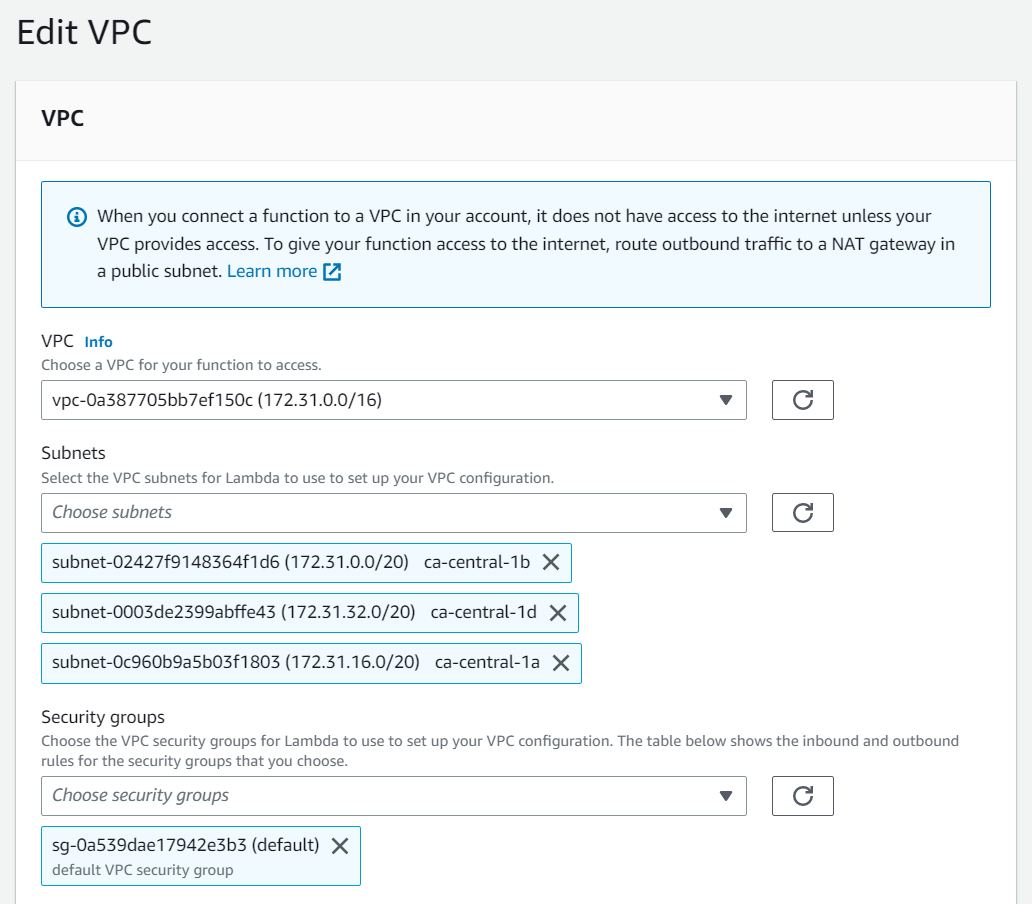 Edit VPC
VPC
When you connect a function to a VPC in your account, it does not have access to the internet unless your
VPC provides access. To give your function access to the internet, route outbound traffic to a NAT gateway in
a public subnet. Learn more
VPC Info
Choose a VPC for your function to access.
vpc-0a387705bb7ef150c (172.31.0.0/16)
Subnets
Select the VPC subnets for Lambda to use to set up your VPC configuration.
Choose subnets
subnet-02427f9148364f1d6 (172.31.0.0/20) ca-central-1b
subnet-0003de2399abffe43 (172.31.32.0/20) ca-central-1d
subnet-0c960b9a5b03f1803 (172.31.16.0/20) ca-central-1a
Security groups
Choose the VPC security groups for Lambda to use to set up your VPC configuration. The table below shows the inbound and outbound
rules for the security groups that you choose.
Choose security groups
sg-0a539dae17942e3b3 (default)
default VPC security group